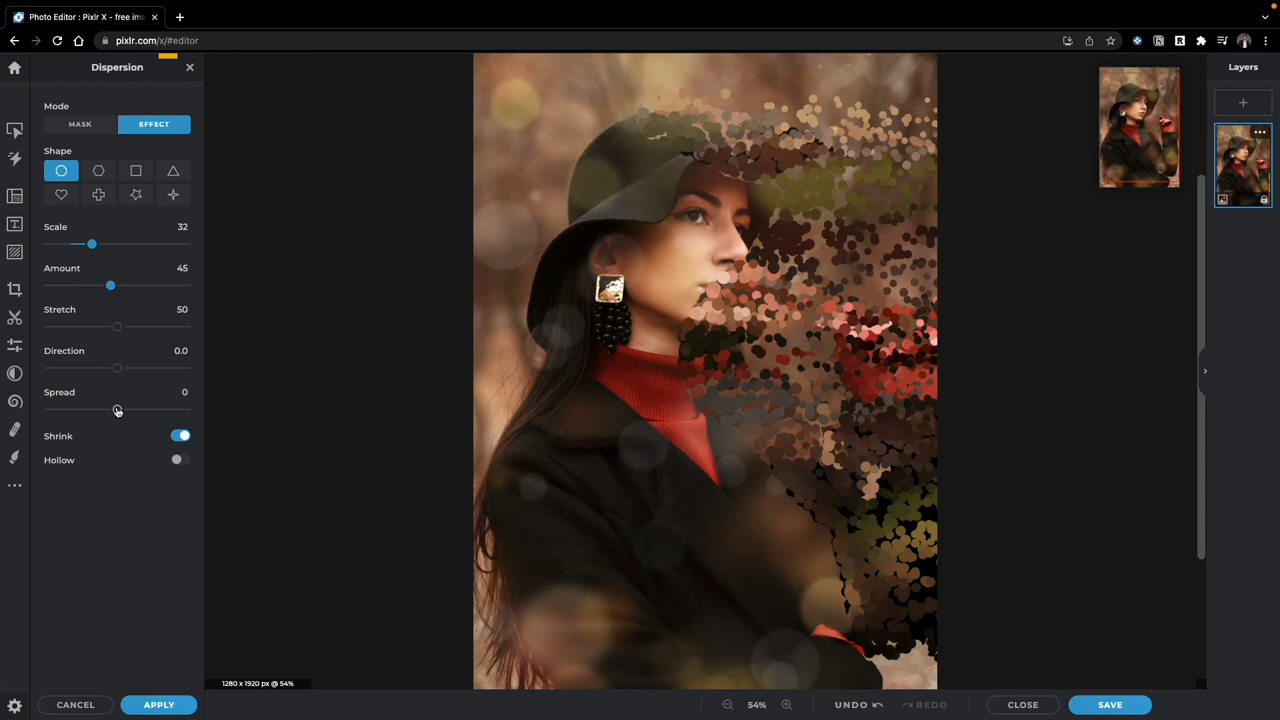 Photo Editor : Pixlr X - free ima
pixlr.com/x/#editor
Dispersion
Layers
Mode
MASK
EFFECT
Shape
Scale
32
Amount
45
Stretch
50
Direction
0.0
Spread
0
Shrink
Hollow
1280 x 1920 px @ 54%
CANCEL
APPLY
54%
UNDO
REDO
CLOSE
SAVE